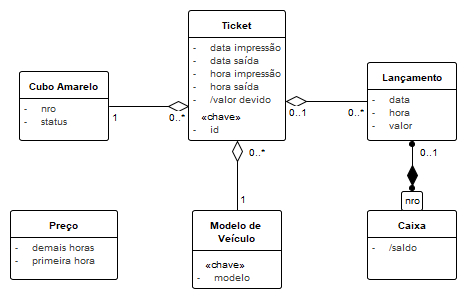 Ticket
- data impressão
- data saída
- hora impressão
- hora saída
- /valor devido
«chave»
- id
Cubo Amarelo
- nro
- status
1
0..*
0..1
0..*
Lançamento
- data
- hora
- valor
0..*
0..1
1
nro
Preço
- demais horas
- primeira hora
Modelo de
Veículo
«chave»
- modelo
Caixa
- /saldo